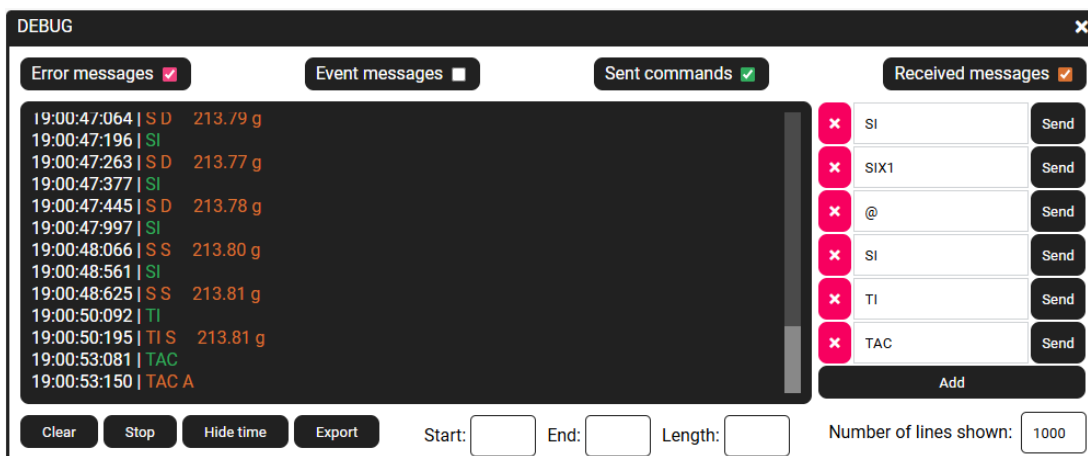 DEBUG
Error messages
Event messages
Sent commands
Received messages
19:00:47:064 | S D 213.79 g
19:00:47:196 | SI
19:00:47:263 | S D 213.77 g
19:00:47:377 | SI
19:00:47:445 | S D 213.78 g
19:00:47:997 | SI
19:00:48:066 | S S 213.80 g
19:00:48:561 | SI
19:00:48:625 | S S 213.81 g
19:00:50:092 | TI
19:00:50:195 | TI S 213.81 g
19:00:53:081 | TAC
19:00:53:150 | TAC A
SI Send
SIX1 Send
@ Send
SI Send
TI Send
TAC Send
Add
Clear
Stop
Hide time
Export
Start:
End:
Length:
Number of lines shown: 1000